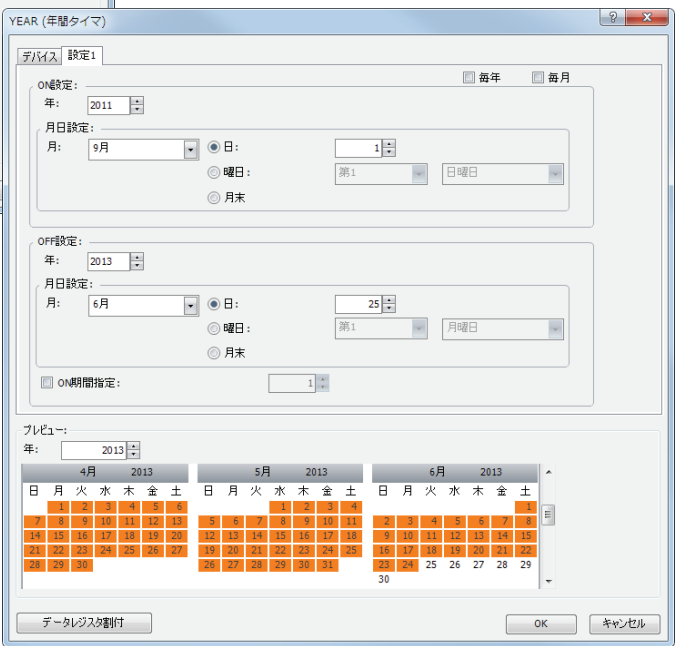 YEAR (年間タイマ)
デバイス 設定1
毎年 毎月
ON設定:
年: 2011
月日設定:
月: 9月 日: 1
曜日: 第1 日曜日
月末
OFF設定:
年: 2013
月日設定:
月: 6月 日: 25
曜日: 第1 月曜日
月末
ON期間指定: 1
プレビュー:
年: 2013
4月 2013 5月 2013 6月 2013
日 月 火 水 木 金 土 日 月 火 水 木 金 土 日 月 火 水 木 金 土
1 2 3 4 5 6 1 2 3 4 1
7 8 9 10 11 12 13 5 6 7 8 9 10 11 2 3 4 5 6 7 8
14 15 16 17 18 19 20 12 13 14 15 16 17 18 9 10 11 12 13 14 15
21 22 23 24 25 26 27 19 20 21 22 23 24 25 16 17 18 19 20 21 22
28 29 30 26 27 28 29 30 31 23 24 25 26 27 28 29
30
データレジスタ割付 OK キャンセル